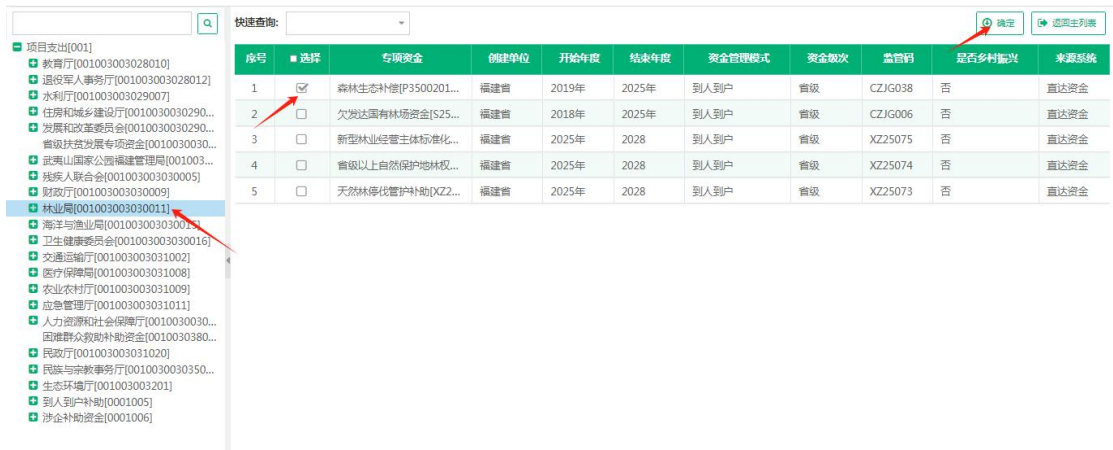 快速查询:
确定
返回主列表
项目支出[001]
教育厅[001003003028010]
退役军人事务厅[001003003028012]
水利厅[001003003029007]
住房和城乡建设厅[0010030030290...
发展和改革委员会[0010030030290...
省级扶贫发展专项资金[0010030030...
武夷山国家公园福建管理局[001003...
残疾人联合会[001003003030005]
财政厅[001003003030009]
林业局[001003003030011]
海洋与渔业局[001003003030015]
卫生健康委员会[001003003030016]
交通运输厅[001003003031002]
医疗保障局[001003003031008]
农业农村厅[001003003031009]
应急管理厅[001003003031011]
人力资源和社会保障厅[0010030030...
困难群众救助补助资金[0010030380...
民政厅[001003003031020]
民族与宗教事务厅[0010030030350...
生态环境厅[001003003201]
到人到户补助[0001005]
涉企补助资金[0001006]
序号 选择 专项资金 创建单位 开始年度 结束年度 资金管理模式 资金级次 监管码 是否乡村振兴 来源系统
1 森林生态补偿[P3500201... 福建省 2019年 2025年 到人到户 省级 CZJG038 否 直达资金
2 欠发达国有林场资金[S25... 福建省 2018年 2025年 到人到户 省级 CZJG006 否 直达资金
3 新型林业经营主体标准化... 福建省 2025年 2028 到人到户 省级 XZ25075 否 直达资金
4 省级以上自然保护地林权... 福建省 2025年 2028 到人到户 省级 XZ25074 否 直达资金
5 天然林停伐管护补助[XZ2... 福建省 2025年 2028 到人到户 省级 XZ25073 否 直达资金